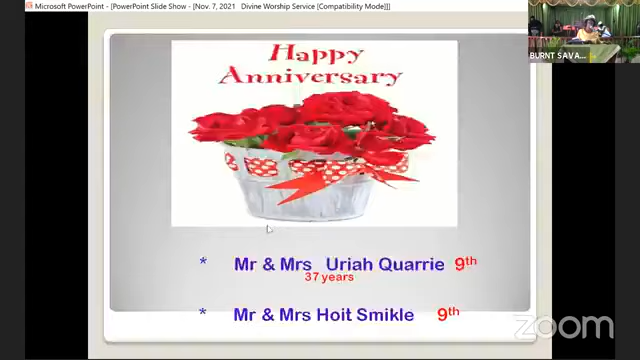 Microsoft PowerPoint - [PowerPoint Slide Show - [Nov. 7, 2021 Divine Worship Service [Compatibility Mode]]]
BURNT SAVA...
Happy
Anniversary
* Mr & Mrs Uriah Quarrie 9th
37 years
* Mr & Mrs Hoit Smikle 9th
zoom